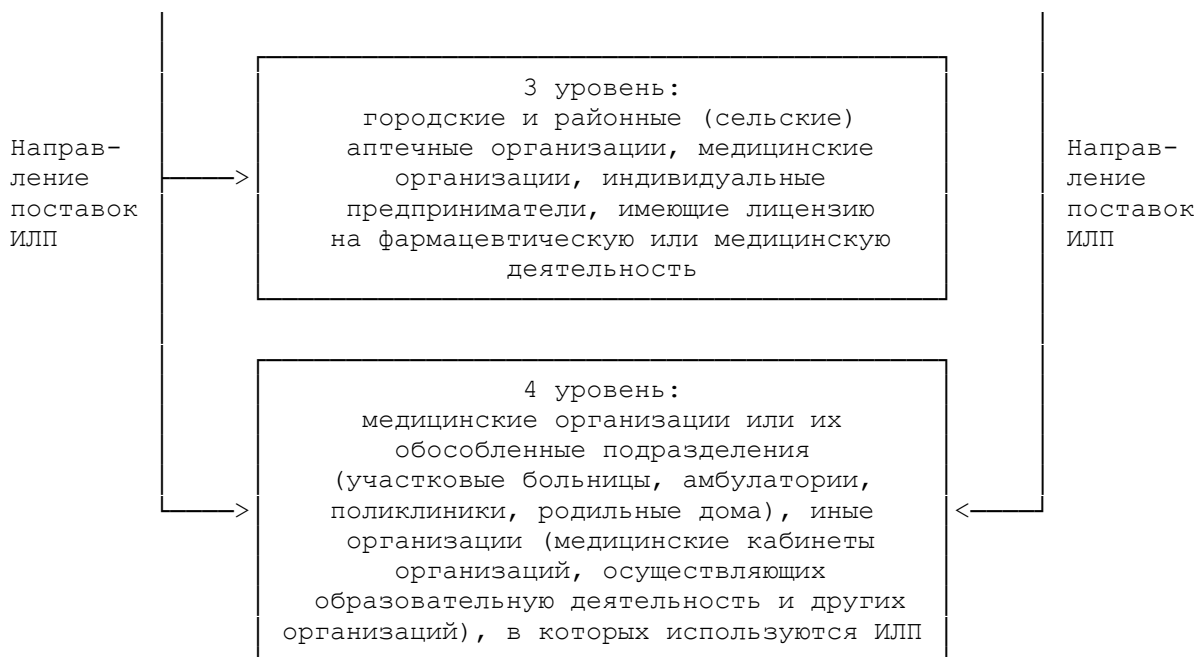 3 уровень:
городские и районные (сельские)
аптечные организации, медицинские
организации, индивидуальные
предприниматели, имеющие лицензию
на фармацевтическую или медицинскую
деятельность
Направ-
ление
поставок
ИЛП
Направ-
ление
поставок
ИЛП
4 уровень:
медицинские организации или их
обособленные подразделения
(участковые больницы, амбулатории,
поликлиники, родильные дома), иные
организации (медицинские кабинеты
организаций, осуществляющих
образовательную деятельность и других
организаций), в которых используются ИЛП